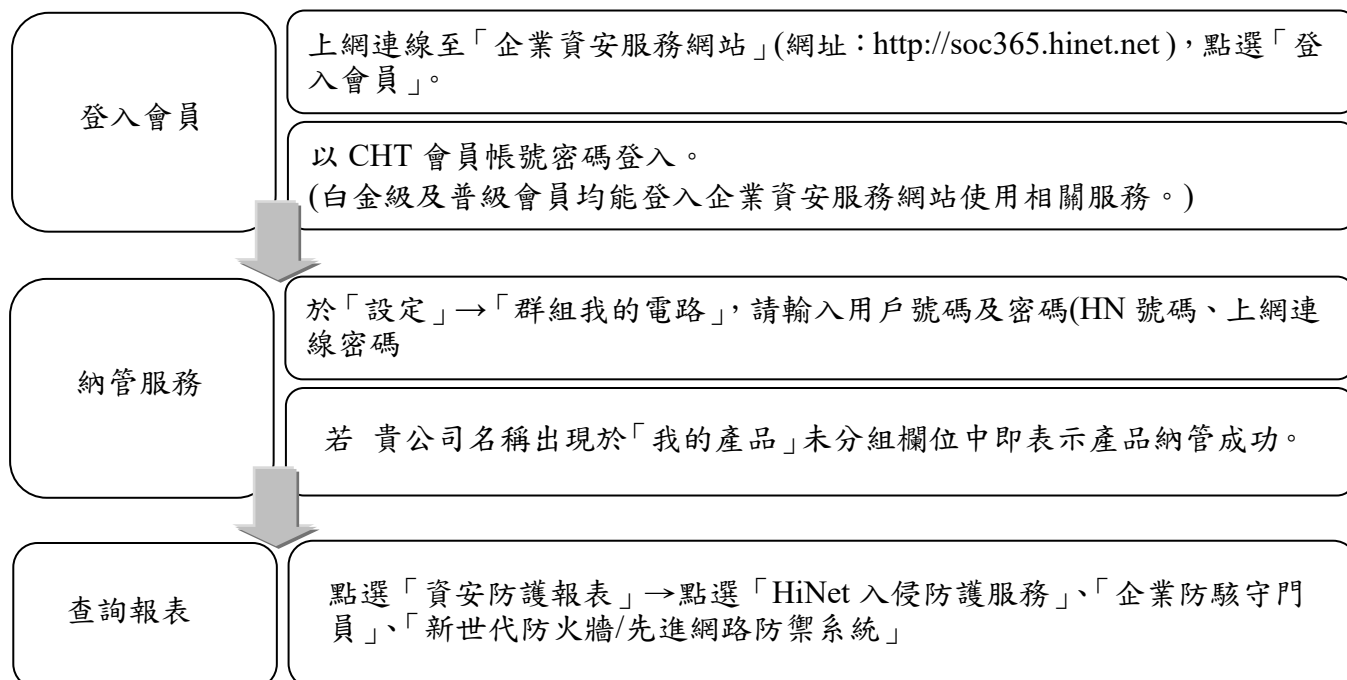 登入會員
上網連線至「企業資安服務網站」(網址：http://soc365.hinet.net )，點選「登
入會員」。
以 CHT 會員帳號密碼登入。
(白金級及普級會員均能登入企業資安服務網站使用相關服務。)
納管服務
於「設定」→「群組我的電路」，請輸入用戶號碼及密碼(HN 號碼、上網連
線密碼
若 貴公司名稱出現於「我的產品」未分組欄位中即表示產品納管成功。
查詢報表
點選「資安防護報表」→點選「HiNet 入侵防護服務」、「企業防駭守門
員」、「新世代防火牆/先進網路防禦系統」